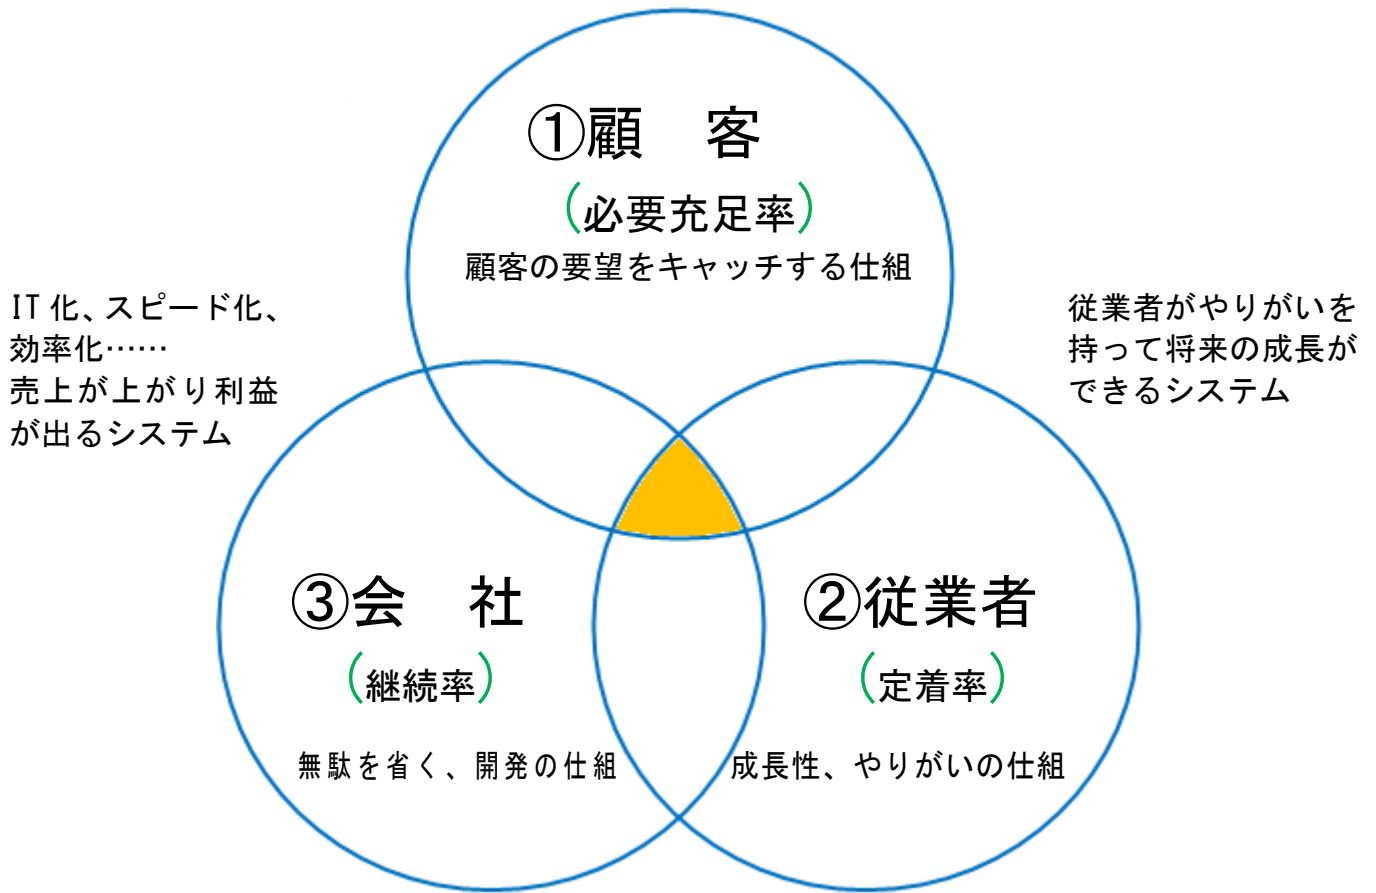 ①顧　客
(必要充足率)
顧客の要望をキャッチする仕組
IT化、スピード化、
効率化……
売上が上がり利益
が出るシステム
従業者がやりがいを
持って将来の成長が
できるシステム
③会　社
(継続率)
無駄を省く、開発の仕組
②従業者
(定着率)
成長性、やりがいの仕組